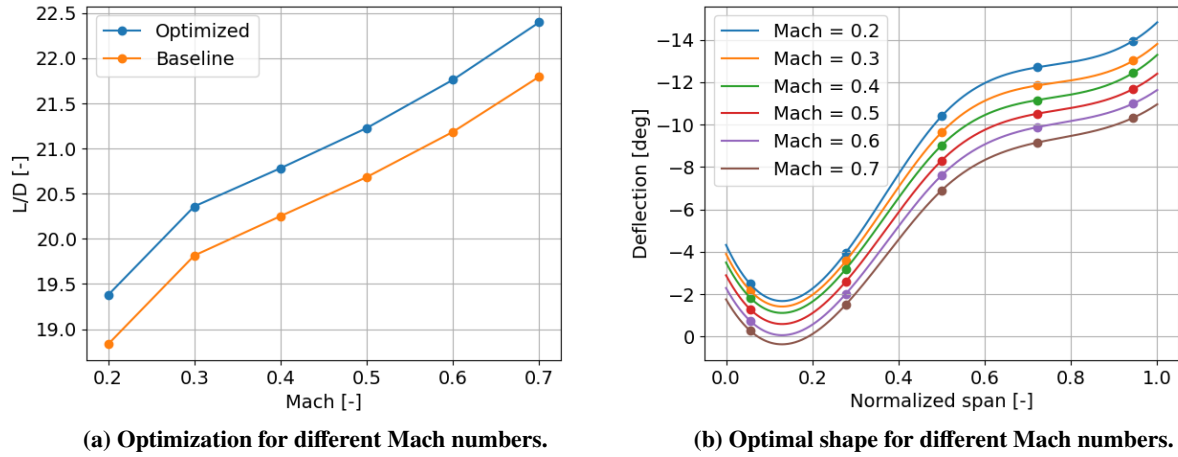 22.5
22.0
21.5
21.0
20.5
20.0
19.5
19.0
L/D [-]
Optimized
Baseline
0.2 0.3 0.4 0.5 0.6 0.7
Mach [-]
(a) Optimization for different Mach numbers.
−14
−12
−10
−8
−6
−4
−2
0
Deflection [deg]
Mach = 0.2
Mach = 0.3
Mach = 0.4
Mach = 0.5
Mach = 0.6
Mach = 0.7
0.0 0.2 0.4 0.6 0.8 1.0
Normalized span [-]
(b) Optimal shape for different Mach numbers.